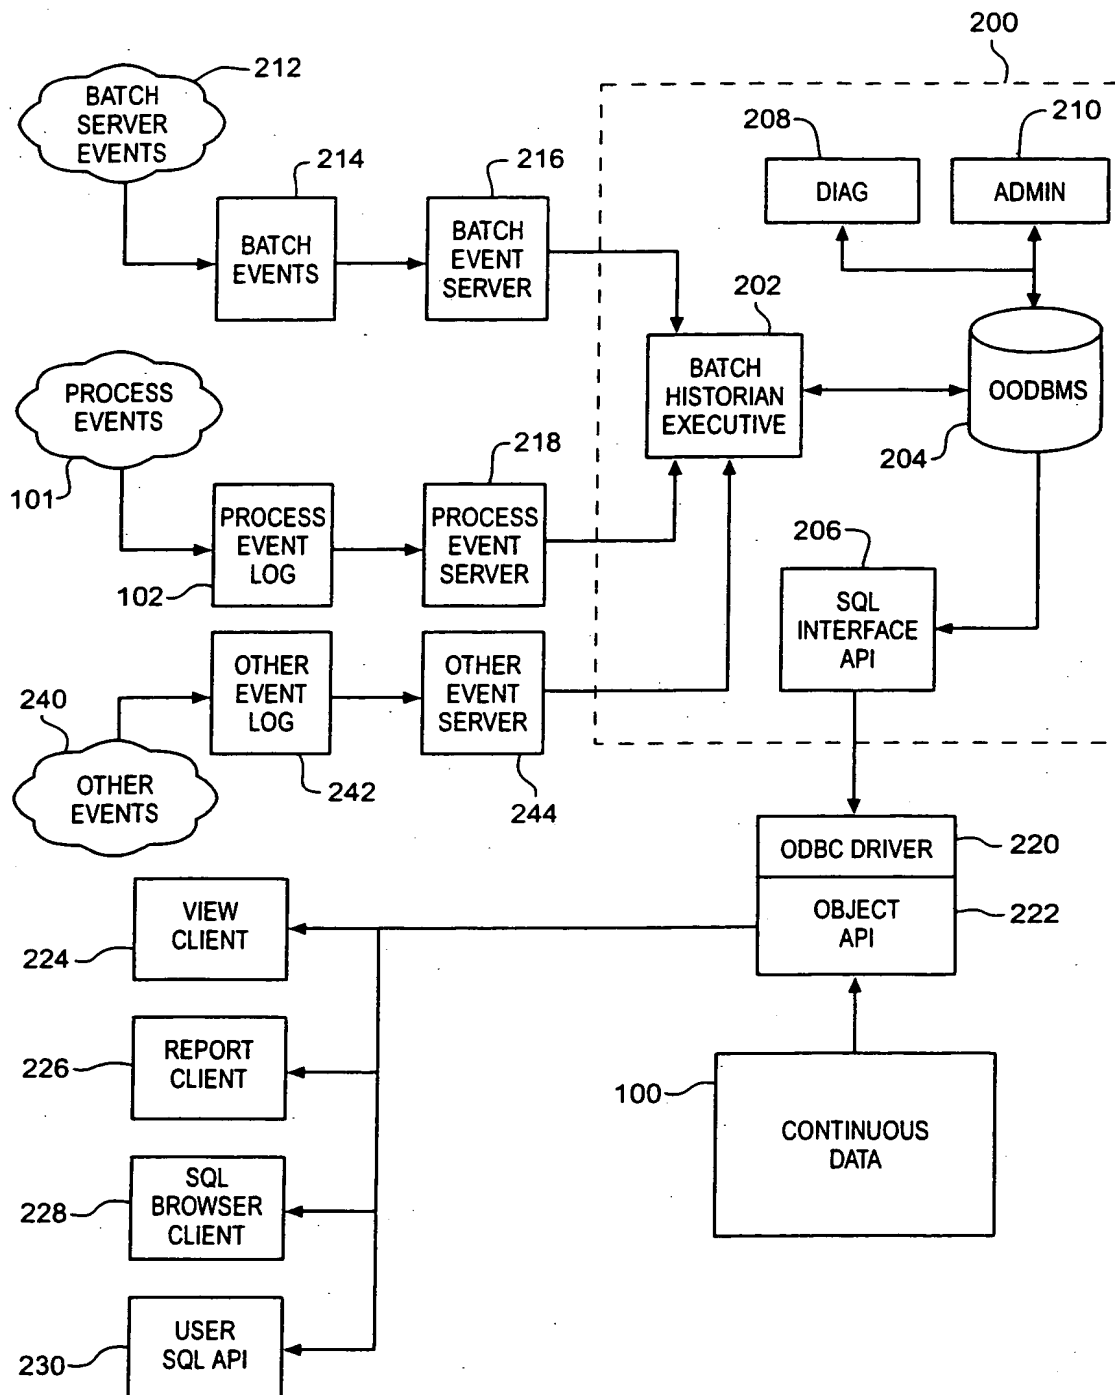 200
212
BATCH
SERVER
EVENTS
208
210
214
216
DIAG
ADMIN
BATCH
EVENTS
BATCH
EVENT
SERVER
202
BATCH
HISTORIAN
EXECUTIVE
OODBMS
204
PROCESS
EVENTS
101
218
PROCESS
EVENT
LOG
102
PROCESS
EVENT
SERVER
206
SQL
INTERFACE
API
240
OTHER
EVENTS
OTHER
EVENT
LOG
242
OTHER
EVENT
SERVER
244
ODBC DRIVER
220
OBJECT
API
222
VIEW
CLIENT
224
REPORT
CLIENT
226
100
CONTINUOUS
DATA
SQL
BROWSER
CLIENT
228
USER
SQL API
230